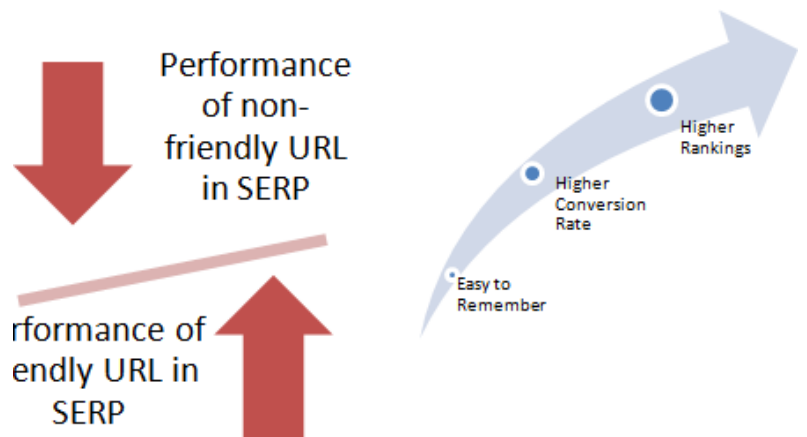 Performance
of non-
friendly URL
in SERP
rformance of
endly URL in
SERP
Higher
Rankings
Higher
Conversion
Rate
Easy to
Remember